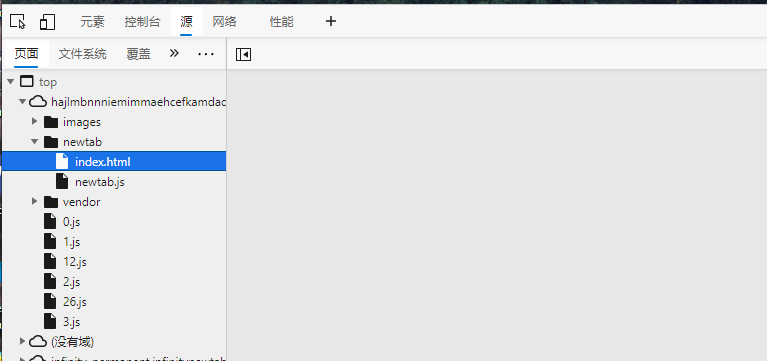 元素 控制台 源 网络 性能 +
页面 文件系统 覆盖 » ...
top
hajlmbnnniemimmaehcefkamdac
images
newtab
index.html
newtab.js
vendor
0.js
1.js
12.js
2.js
26.js
3.js
(没有域)